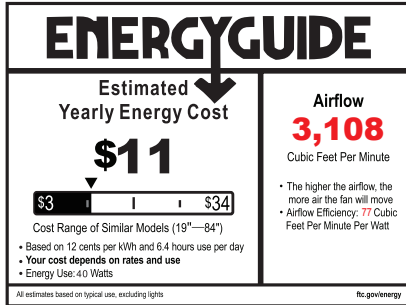 ENERGYGUIDE
Estimated
Yearly Energy Cost
$11
$3
$34
Cost Range of Similar Models (19"—84")
• Based on 12 cents per kWh and 6.4 hours use per day
• Your cost depends on rates and use
• Energy Use: 40 Watts
Airflow
3,108
Cubic Feet Per Minute
• The higher the airflow, the
more air the fan will move
• Airflow Efficiency: 77 Cubic
Feet Per Minute Per Watt
All estimates based on typical use, excluding lights
ftc.gov/energy